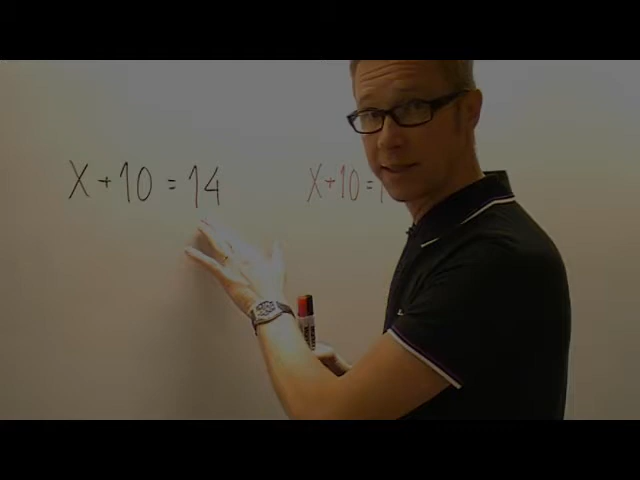 X + 10 = 14
X + 10 =